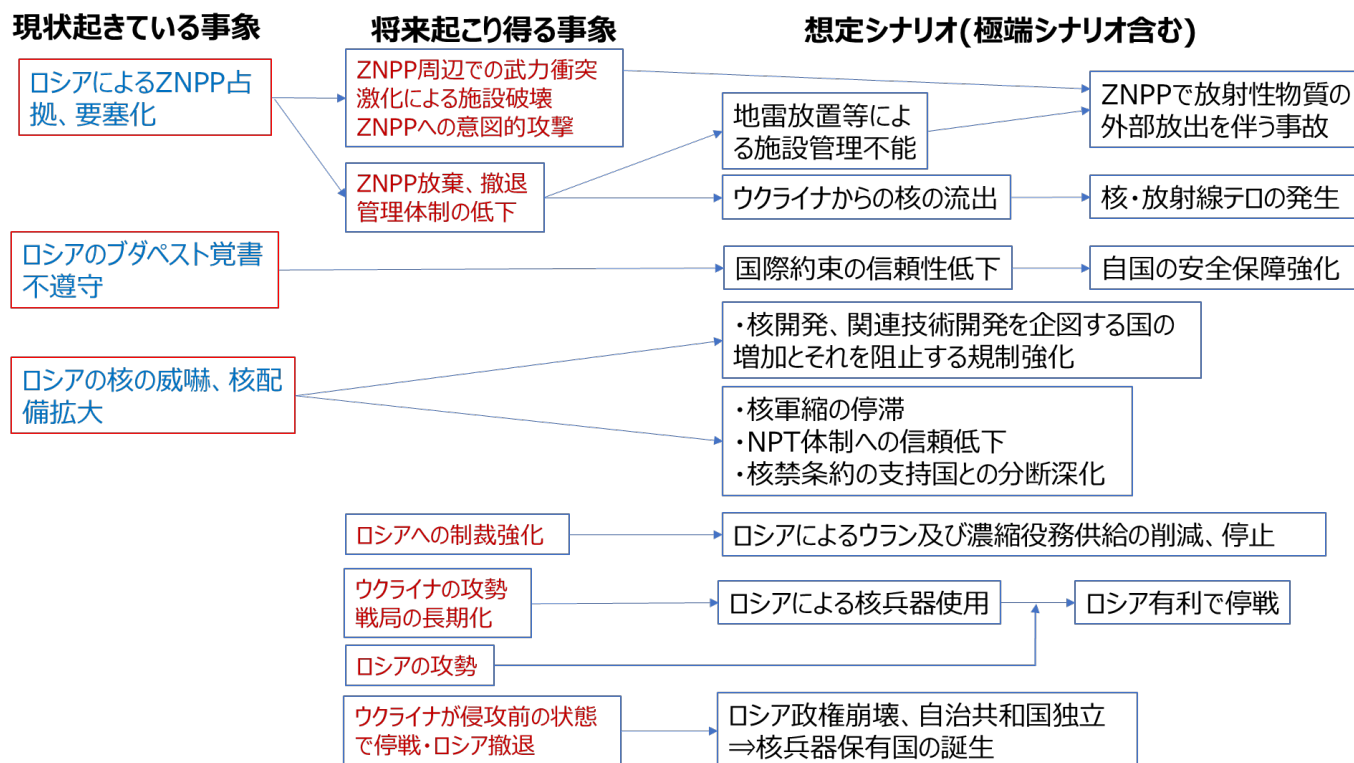 現状起きている事象
将来起こり得る事象
想定シナリオ(極端シナリオ含む)
ロシアによるZNPP占
拠、要塞化
ZNPP周辺での武力衝突
激化による施設破壊
ZNPPへの意図的攻撃
地雷放置等によ
る施設管理不能
ZNPPで放射性物質の
外部放出を伴う事故
ZNPP放棄、撤退
管理体制の低下
ウクライナからの核の流出
核・放射線テロの発生
ロシアのブダペスト覚書
不遵守
国際約束の信頼性低下
自国の安全保障強化
ロシアの核の威嚇、核配
備拡大
・核開発、関連技術開発を企図する国の
増加とそれを阻止する規制強化
・核軍縮の停滞
・NPT体制への信頼低下
・核禁条約の支持国との分断深化
ロシアへの制裁強化
ロシアによるウラン及び濃縮役務供給の削減、停止
ウクライナの攻勢
戦局の長期化
ロシアによる核兵器使用
ロシア有利で停戦
ロシアの攻勢
ウクライナが侵攻前の状態
で停戦・ロシア撤退
ロシア政権崩壊、自治共和国独立
⇒核兵器保有国の誕生